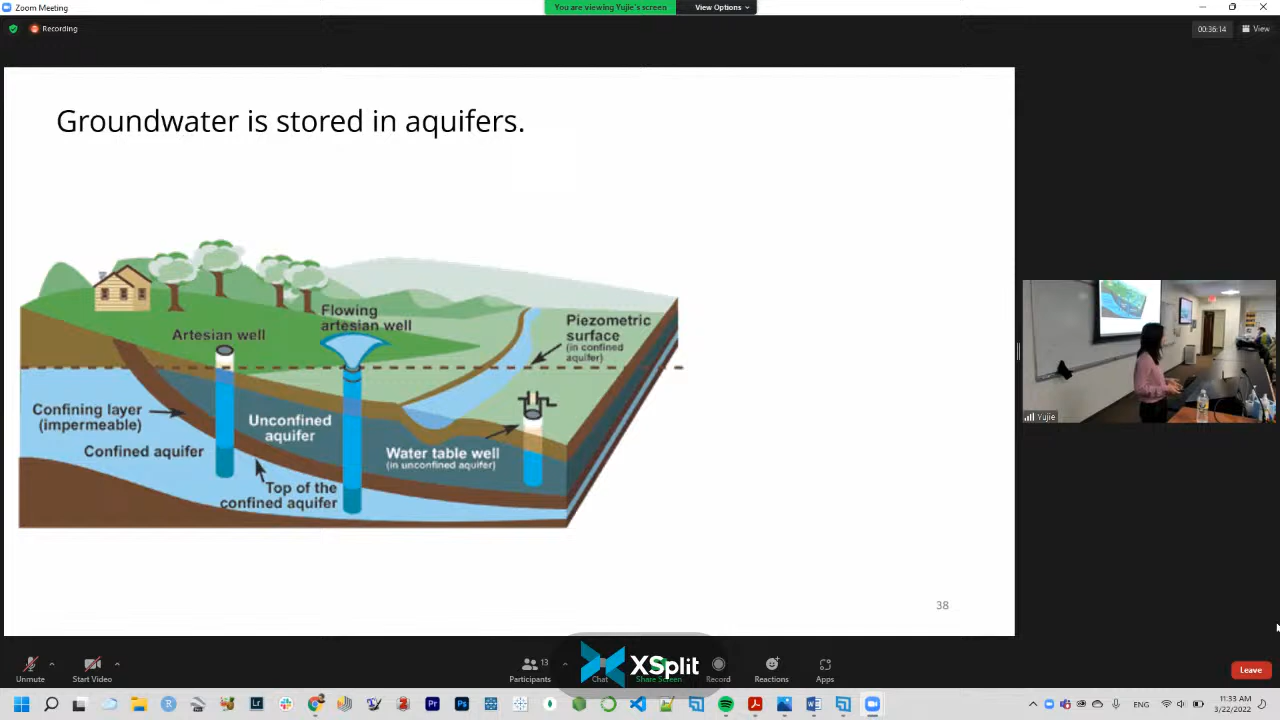 Zoom Meeting
You are viewing Yujie's screen
View Options
Recording
00:36:14
View
Groundwater is stored in aquifers.
Flowing
artesian well
Artesian well
Piezometric
surface
(in confined
aquifer)
Confining layer
(impermeable)
Unconfined
aquifer
Confined aquifer
Water table well
(in unconfined aquifer)
Top of the
confined aquifer
38
Yujie
Unmute
Start Video
13
Participants
Chat
Share Screen
XSplit
Record
Reactions
Apps
Leave
11:33 AM
ENG
3/22/2022